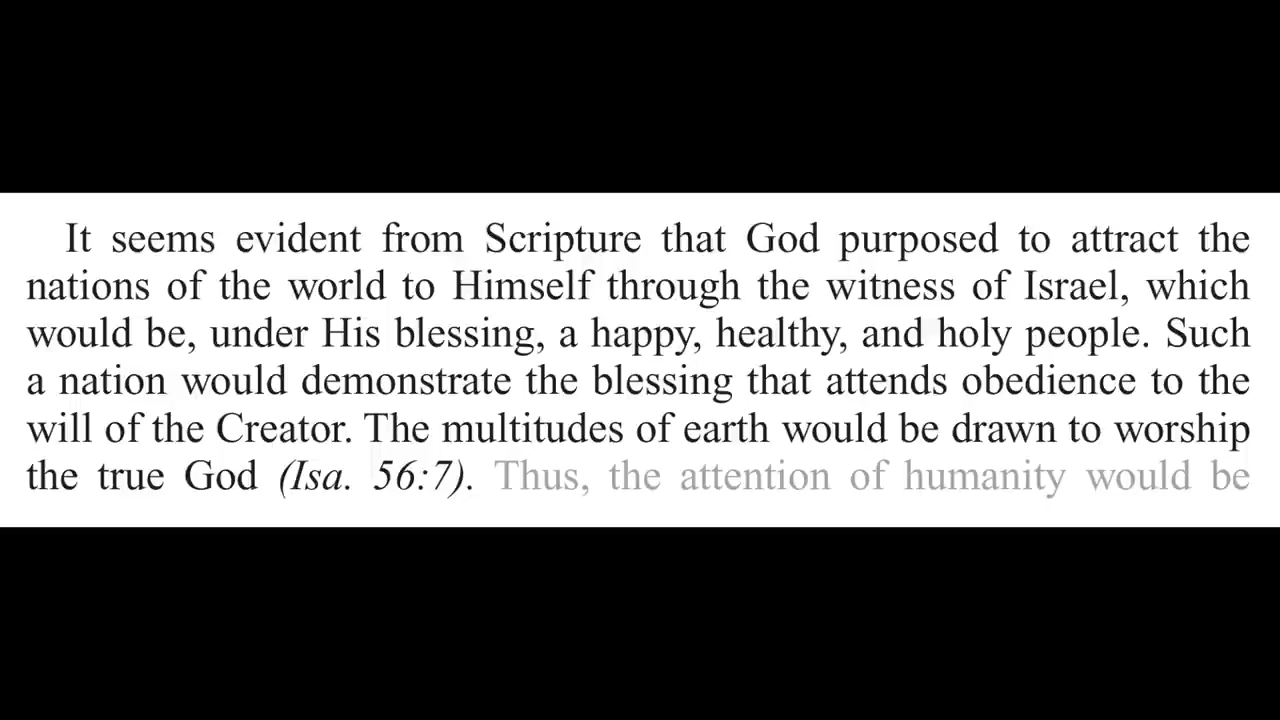 It seems evident from Scripture that God purposed to attract the
nations of the world to Himself through the witness of Israel, which
would be, under His blessing, a happy, healthy, and holy people. Such
a nation would demonstrate the blessing that attends obedience to the
will of the Creator. The multitudes of earth would be drawn to worship
the true God (Isa. 56:7). Thus, the attention of humanity would be